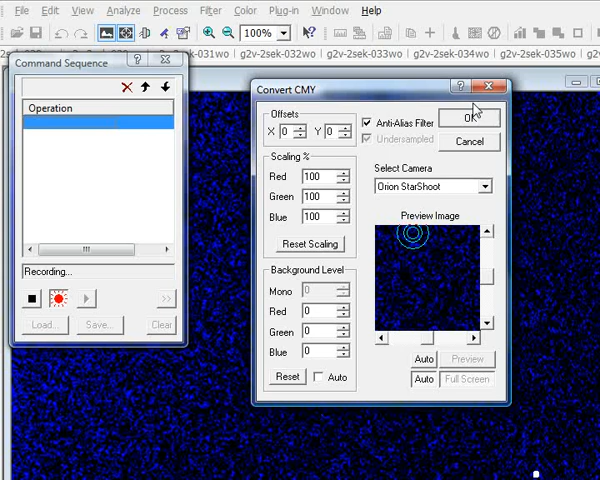 File Edit View Analyze Process Filter Color Plug-in Window Help
100%
g2v-2sek-032wo g2v-2sek-033wo g2v-2sek-034wo g2v-2sek-035wo
Command Sequence
Operation
Recording...
Load... Save... Clear
Convert CMY
Offsets
X 0 Y 0
Scaling %
Red 100
Green 100
Blue 100
Reset Scaling
Background Level
Mono 0
Red 0
Green 0
Blue 0
Reset Auto
Anti-Alias Filter
Undersampled
OK
Cancel
Select Camera
Orion StarShoot
Preview Image
Auto Preview
Auto Full Screen